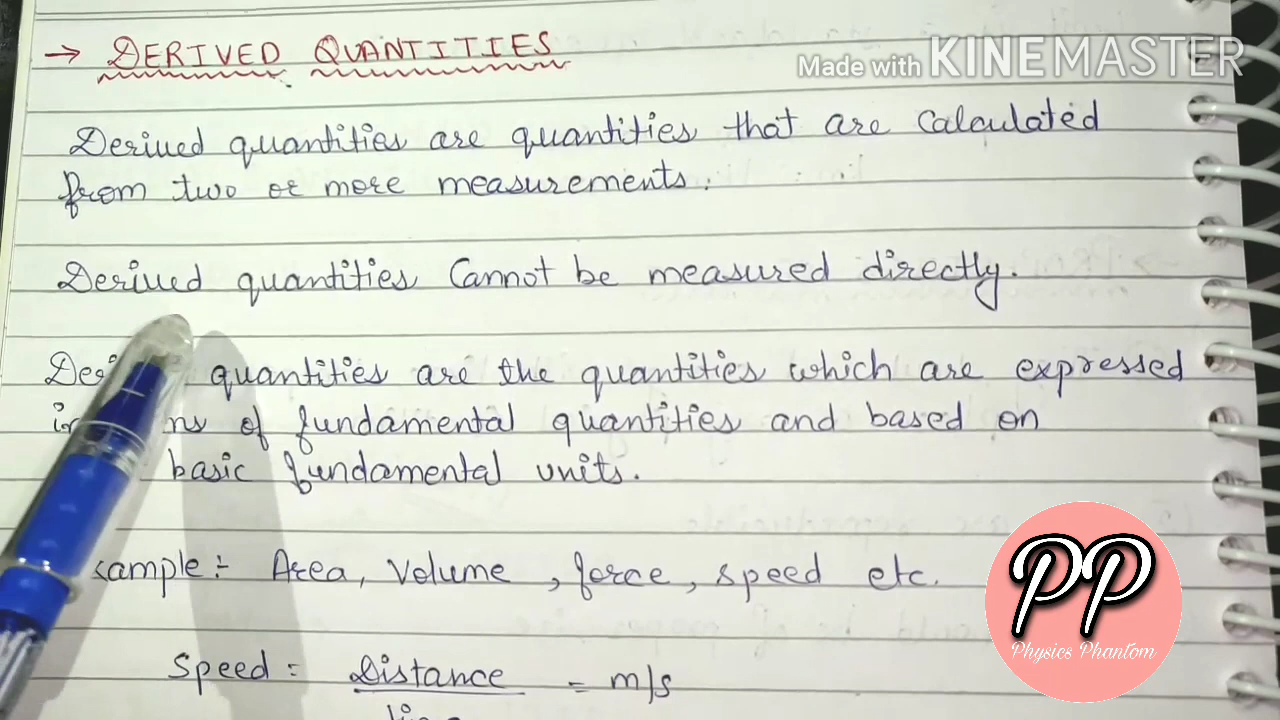 → DERIVED QUANTITIES
Made with KINEMASTER
Derived quantities are quantities that are Calculated
from two or more measurements.
Derived quantities Cannot be measured directly.
quantities are the quantities which are expressed
of fundamental quantities and based on
basic fundamental units.
Area, Volume, force, speed etc.
Speed = Distance = m/s
PP
Physics Phantom